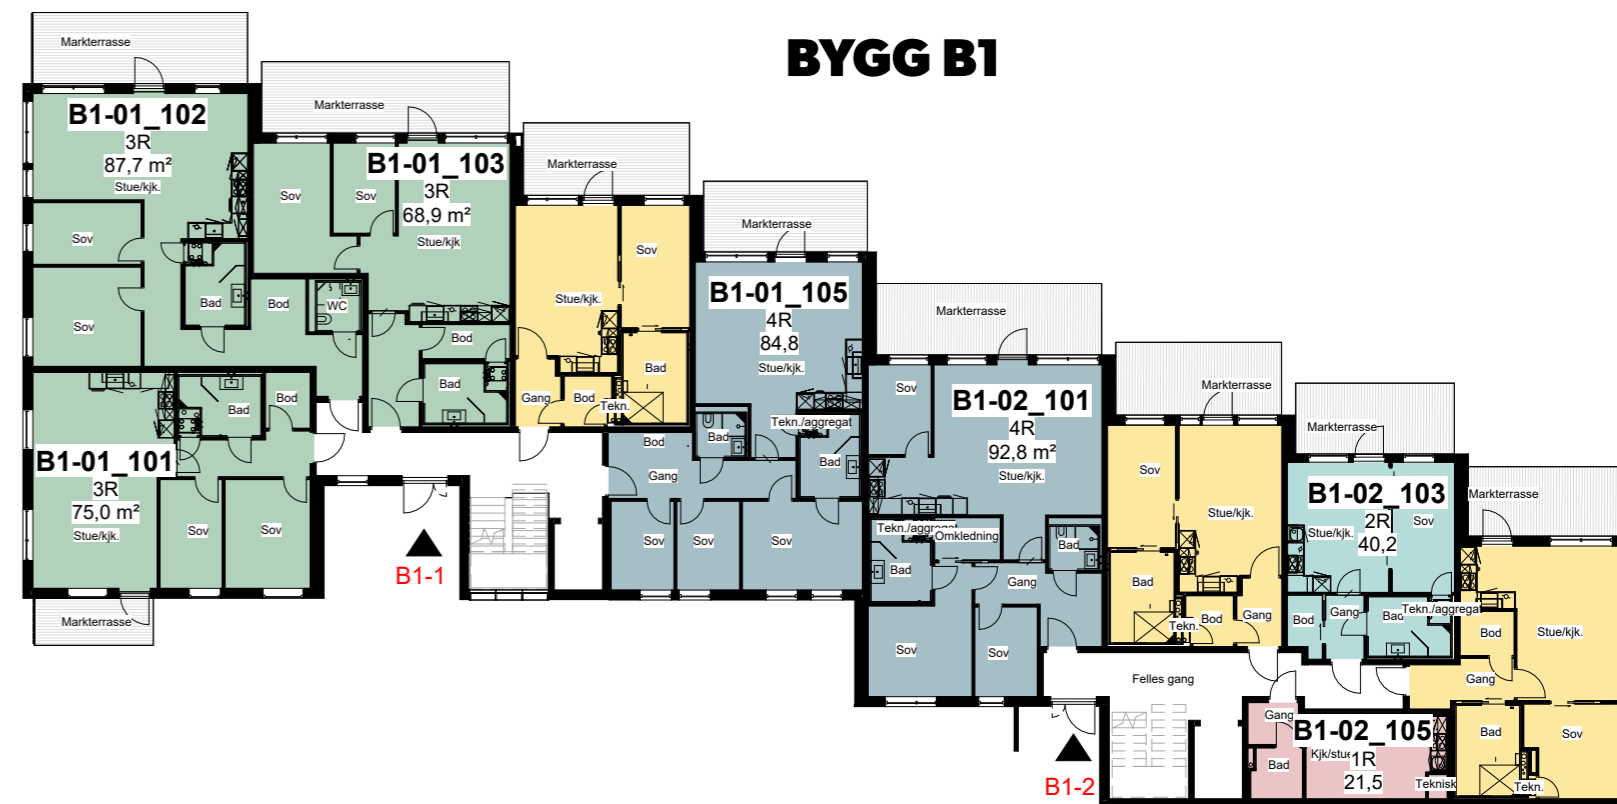 BYGG B1
Markterrasse
B1-01_102
3R
87,7 m²
Stue/kjk.
Sov
Sov
Bad
Bod
WC
Markterrasse
B1-01_103
3R
68,9 m²
Stue/kjk
Sov
Sov
Bod
Bad
B1-01_101
3R
75,0 m²
Stue/kjk.
Bad
Bod
Sov
Sov
Markterrasse
B1-1
Markterrasse
Stue/kjk.
Sov
Bad
Gang
Bod
Tekn.
Markterrasse
B1-01_105
4R
84,8
Stue/kjk.
Tekn./aggregat
Bad
Bad
Bod
Gang
Sov
Sov
Sov
Markterrasse
B1-02_101
4R
92,8 m²
Stue/kjk.
Sov
Tekn./aggregat
Omkledning
Bad
Bad
Gang
Sov
Sov
Markterrasse
Sov
Stue/kjk.
Bad
Tekn.
Bod
Gang
Felles gang
B1-2
Markterrasse
B1-02_103
2R
40,2
Stue/kjk.
Sov
Bod
Gang
Bad
Tekn./aggregat
Markterrasse
Stue/kjk.
Bod
Gang
Bad
Sov
Tekn.
Gang
B1-02_105
Kjk/stue
1R
21,5
Bad
Teknisk